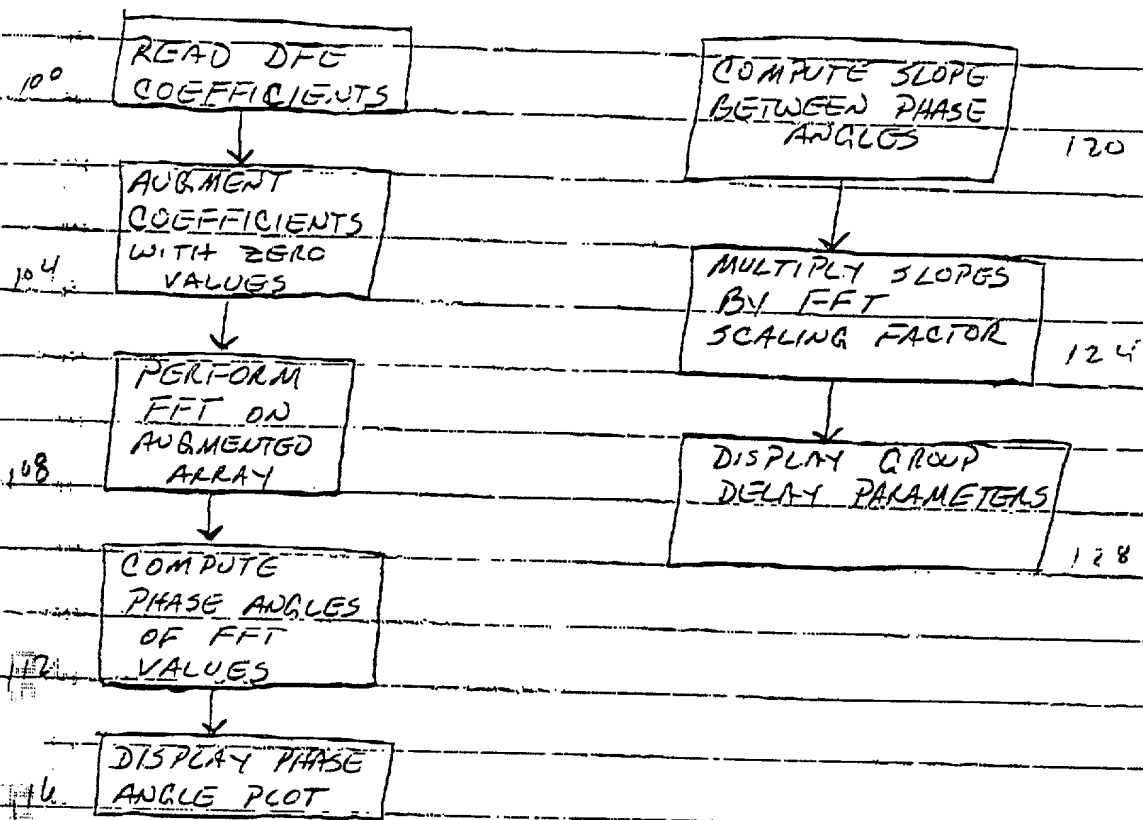 READ DFE
100
COEFFICIENTS
AUGMENT
COEFFICIENTS
WITH ZERO
104
VALUES
PERFORM
FFT ON
AUGMENTED
108
ARRAY
COMPUTE
PHASE ANGLES
OF FFT
112
VALUES
DISPLAY PHASE
116
ANGLE PLOT
COMPUTE SLOPE
BETWEEN PHASE
ANGLES
120
MULTIPLY SLOPES
BY FFT
SCALING FACTOR
124
DISPLAY GROUP
DELAY PARAMETERS
128